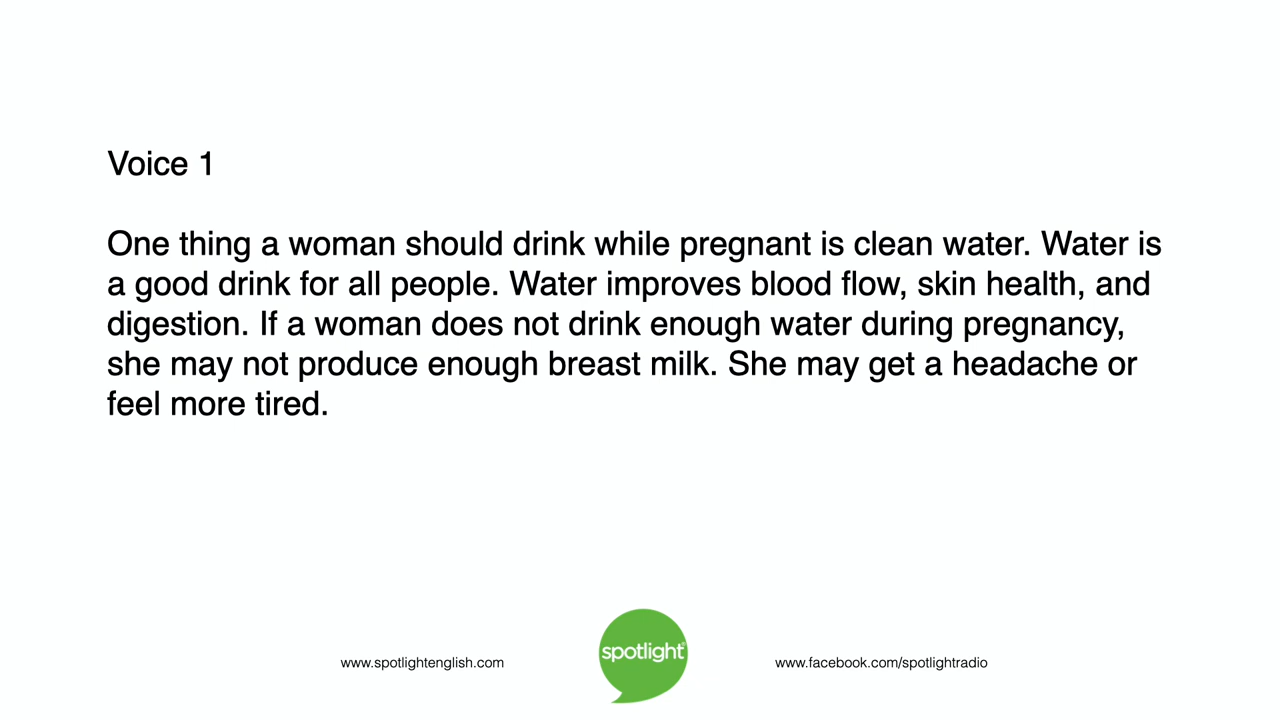 Voice 1
One thing a woman should drink while pregnant is clean water. Water is
a good drink for all people. Water improves blood flow, skin health, and
digestion. If a woman does not drink enough water during pregnancy,
she may not produce enough breast milk. She may get a headache or
feel more tired.
www.spotlightenglish.com
spotlight®
www.facebook.com/spotlightradio